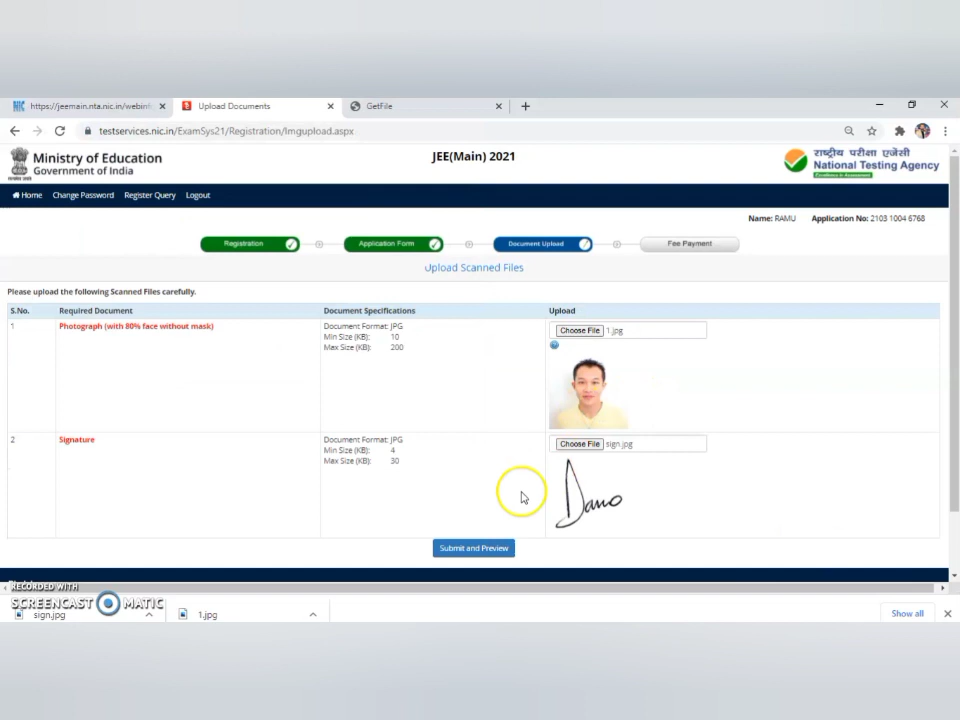 https://jeemain.nta.nic.in/webinf
Upload Documents
GetFile
testservices.nic.in/ExamSys21/Registration/Imgupload.aspx
Ministry of Education
Government of India
JEE(Main) 2021
राष्ट्रीय परीक्षा एजेंसी
National Testing Agency
Excellence in Assessment
Home Change Password Register Query Logout
Name: RAMU Application No: 2103 1004 6768
Registration Application Form Document Upload Fee Payment
Upload Scanned Files
Please upload the following Scanned Files carefully.
S.No. Required Document Document Specifications Upload
1 Photograph (with 80% face without mask) Document Format: JPG Choose File 1.jpg
Min Size (KB): 10
Max Size (KB): 200
2 Signature Document Format: JPG Choose File sign.jpg
Min Size (KB): 4
Max Size (KB): 30
Dano
Submit and Preview
RECORDED WITH
SCREENCAST MATIC
sign.jpg 1.jpg Show all